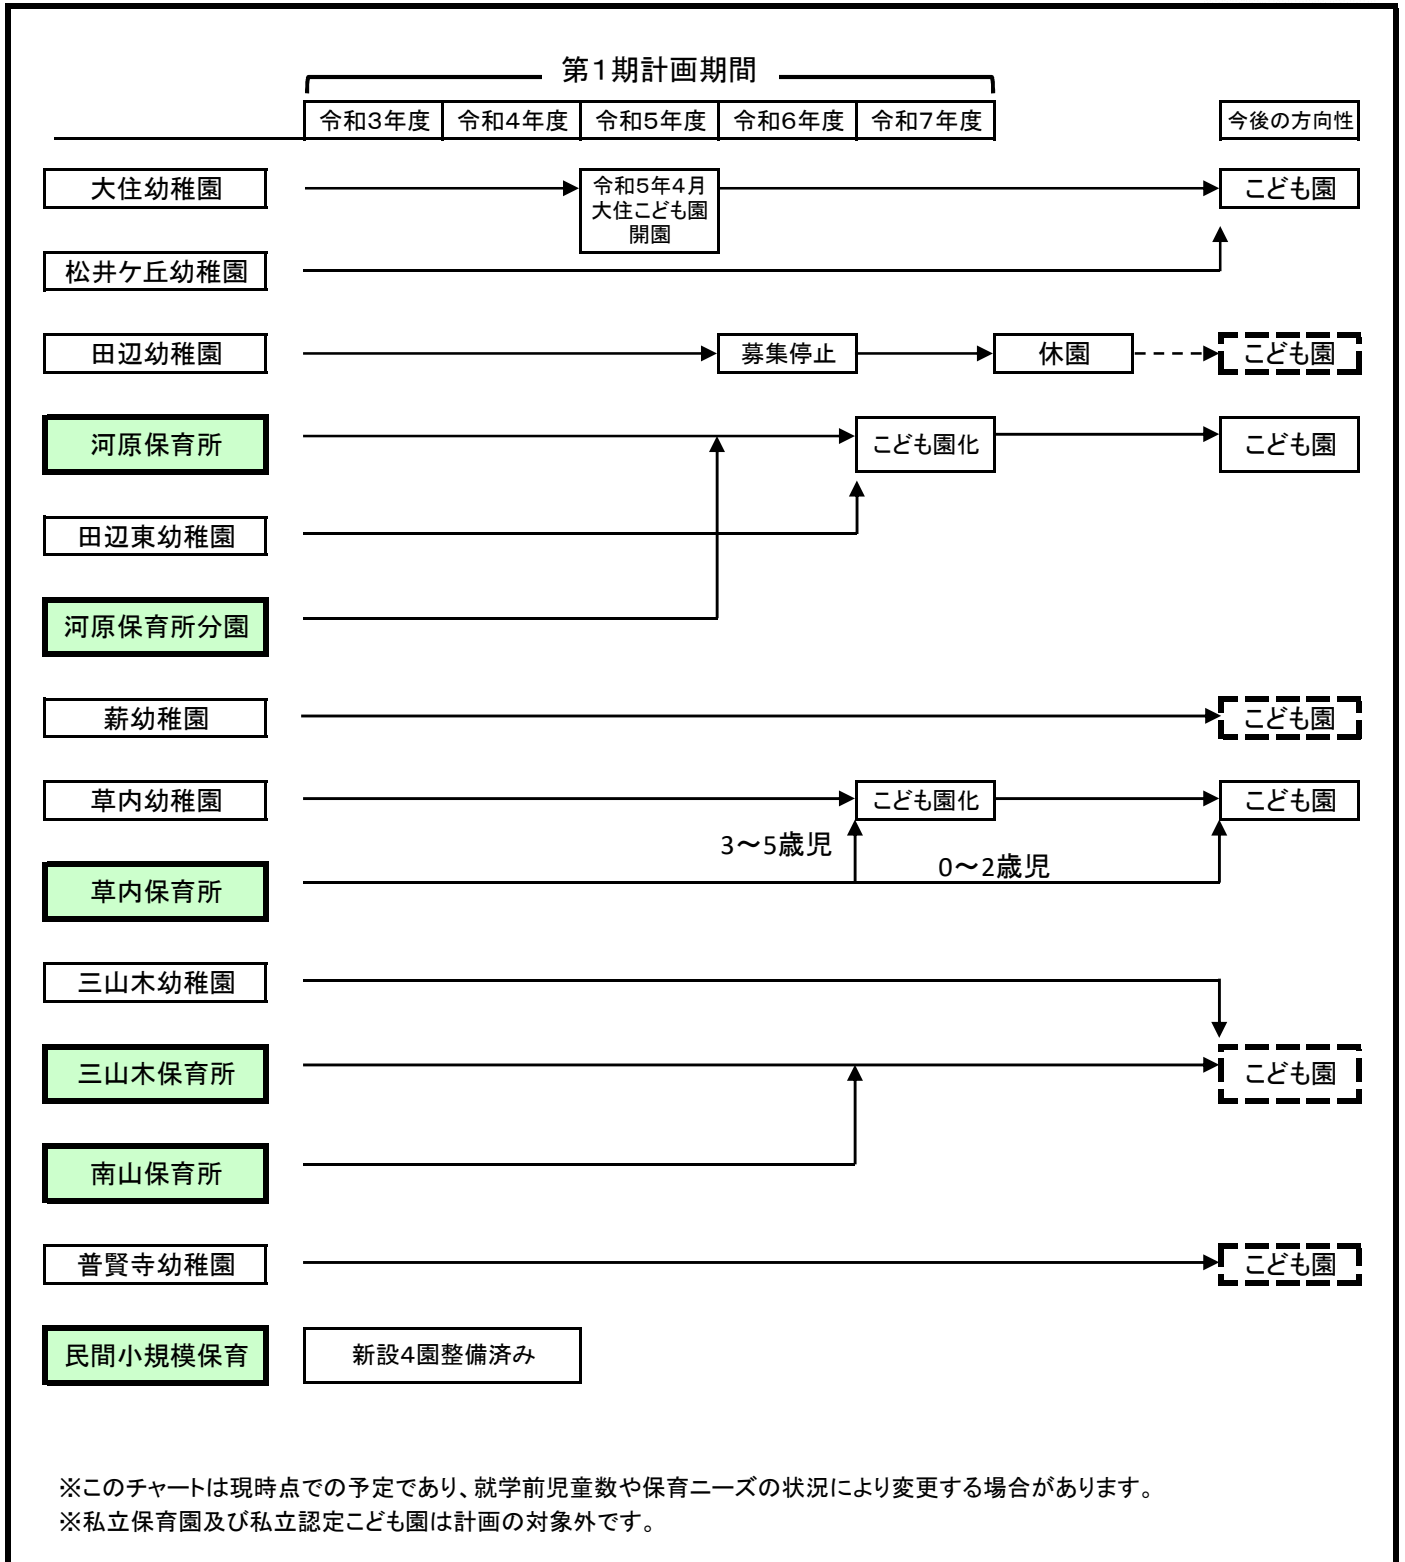 第1期計画期間
令和3年度 令和4年度 令和5年度 令和6年度 令和7年度 今後の方向性
大住幼稚園
令和5年4月
大住こども園
開園
こども園
松井ケ丘幼稚園
田辺幼稚園 募集停止 休園 こども園
河原保育所 こども園化 こども園
田辺東幼稚園
河原保育所分園
薪幼稚園 こども園
草内幼稚園 こども園化 こども園
3～5歳児
0～2歳児
草内保育所
三山木幼稚園
三山木保育所 こども園
南山保育所
普賢寺幼稚園 こども園
民間小規模保育 新設4園整備済み
※このチャートは現時点での予定であり、就学前児童数や保育ニーズの状況により変更する場合があります。
※私立保育園及び私立認定こども園は計画の対象外です。